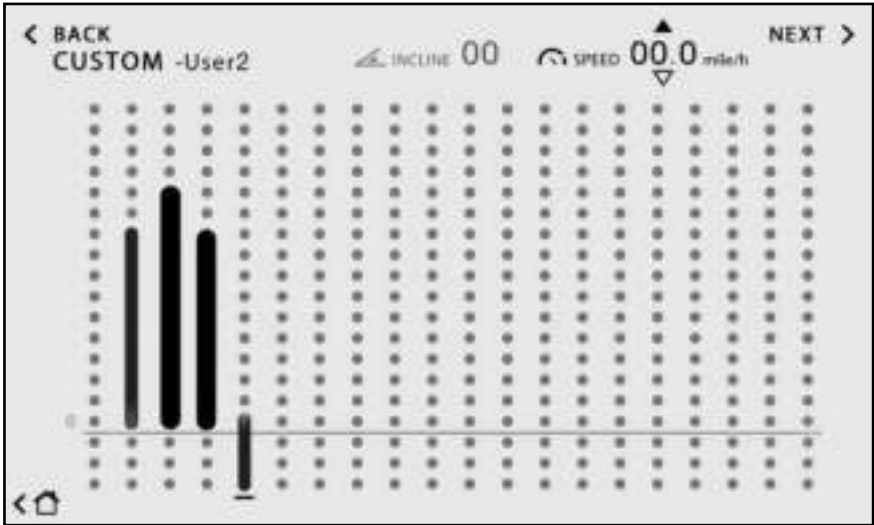 BACK
CUSTOM -User2
INCLINE 00
SPEED 00.0 mile/h
NEXT
0